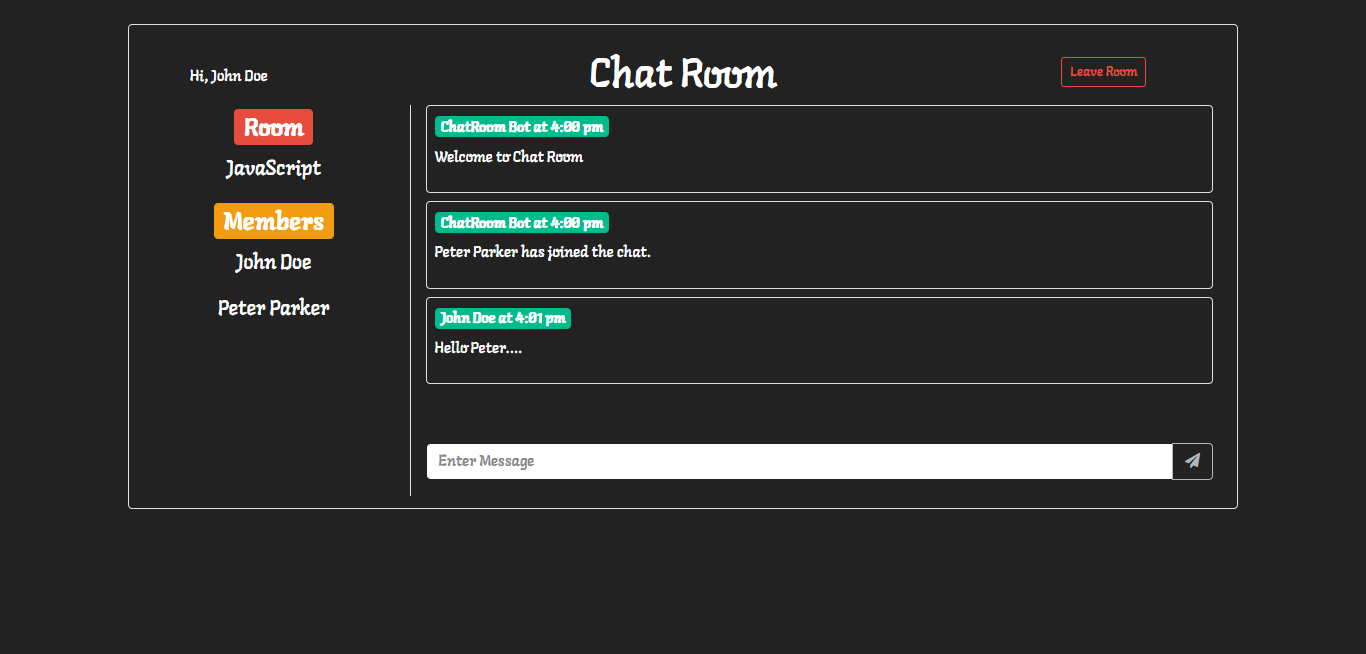 Hi, John Doe
Chat Room
Leave Room
Room
JavaScript
Members
John Doe
Peter Parker
ChatRoom Bot at 4:00 pm
Welcome to Chat Room
ChatRoom Bot at 4:00 pm
Peter Parker has joined the chat.
John Doe at 4:01 pm
Hello Peter....
Enter Message